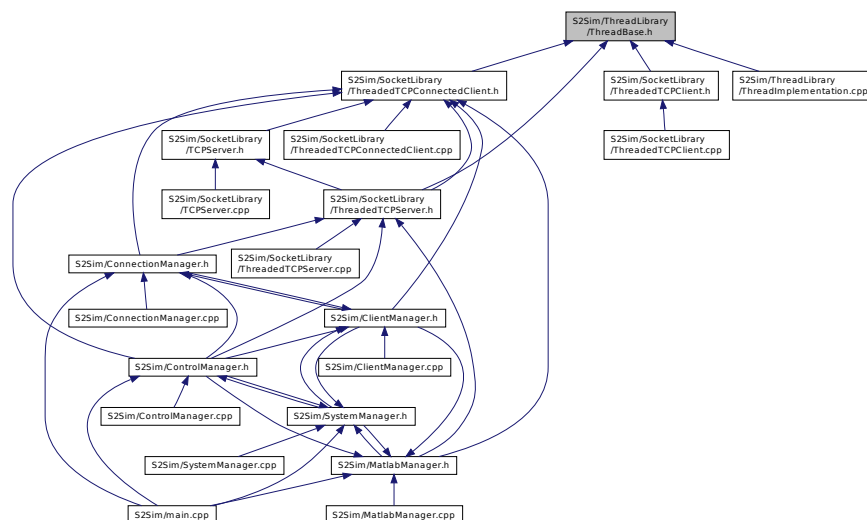 S2Sim/ThreadLibrary
/ThreadBase.h
S2Sim/SocketLibrary
/ThreadedTCPConnectedClient.h
S2Sim/SocketLibrary
/ThreadedTCPClient.h
S2Sim/ThreadLibrary
/ThreadImplementation.cpp
S2Sim/SocketLibrary
/TCPServer.h
S2Sim/SocketLibrary
/ThreadedTCPConnectedClient.cpp
S2Sim/SocketLibrary
/ThreadedTCPClient.cpp
S2Sim/SocketLibrary
/TCPServer.cpp
S2Sim/SocketLibrary
/ThreadedTCPServer.h
S2Sim/ConnectionManager.h
S2Sim/SocketLibrary
/ThreadedTCPServer.cpp
S2Sim/ConnectionManager.cpp
S2Sim/ClientManager.h
S2Sim/ControlManager.h
S2Sim/ClientManager.cpp
S2Sim/ControlManager.cpp
S2Sim/SystemManager.h
S2Sim/SystemManager.cpp
S2Sim/MatlabManager.h
S2Sim/main.cpp
S2Sim/MatlabManager.cpp